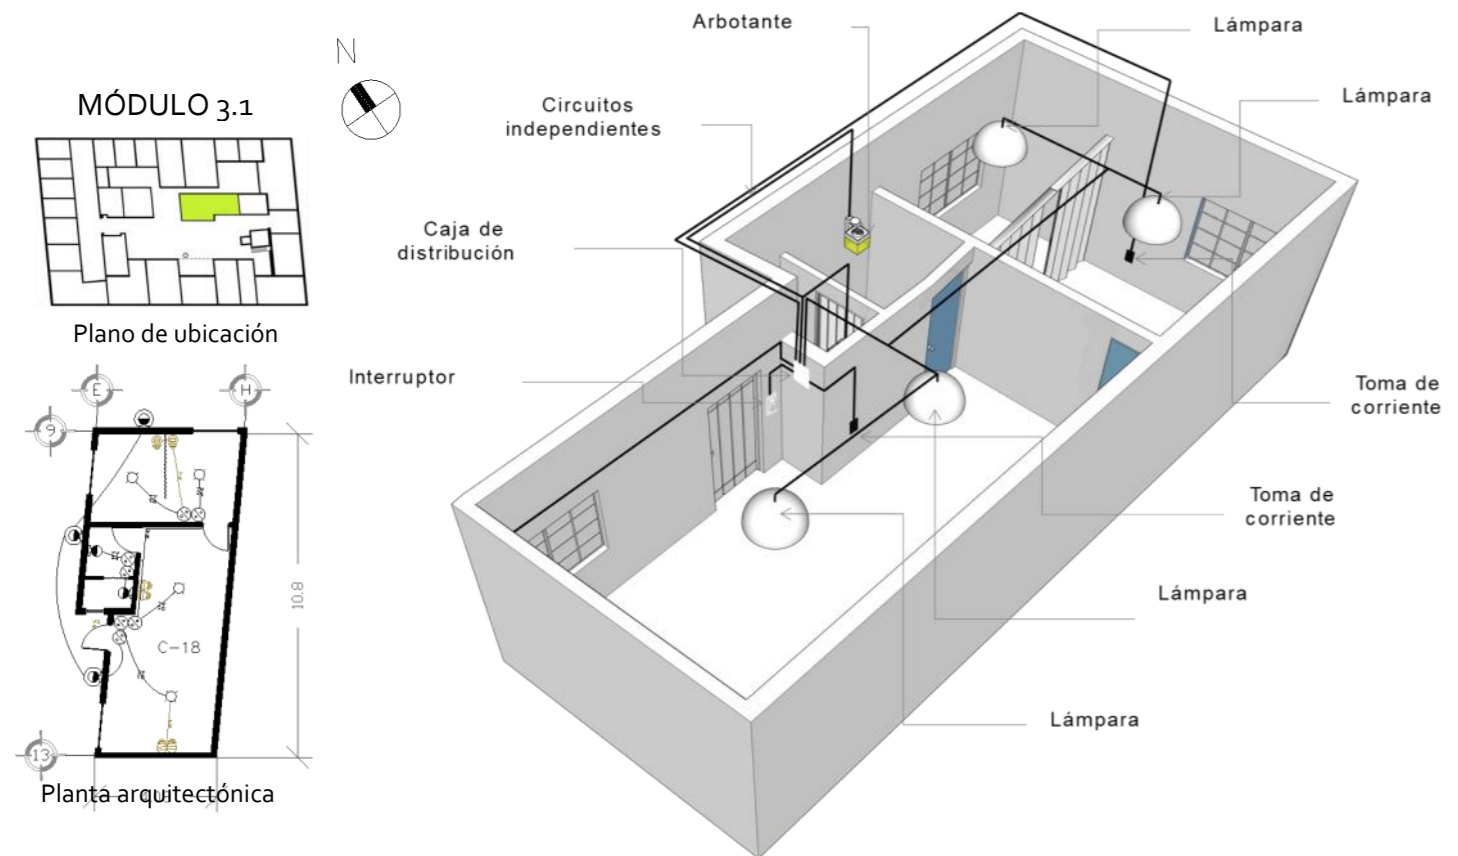 N
MÓDULO 3.1
Plano de ubicación
E
H
9
10.8
C-18
13
Planta arquitectónica
Arbotante
Lámpara
Lámpara
Circuitos
independientes
Caja de
distribución
Interruptor
Toma de
corriente
Toma de
corriente
Lámpara
Lámpara